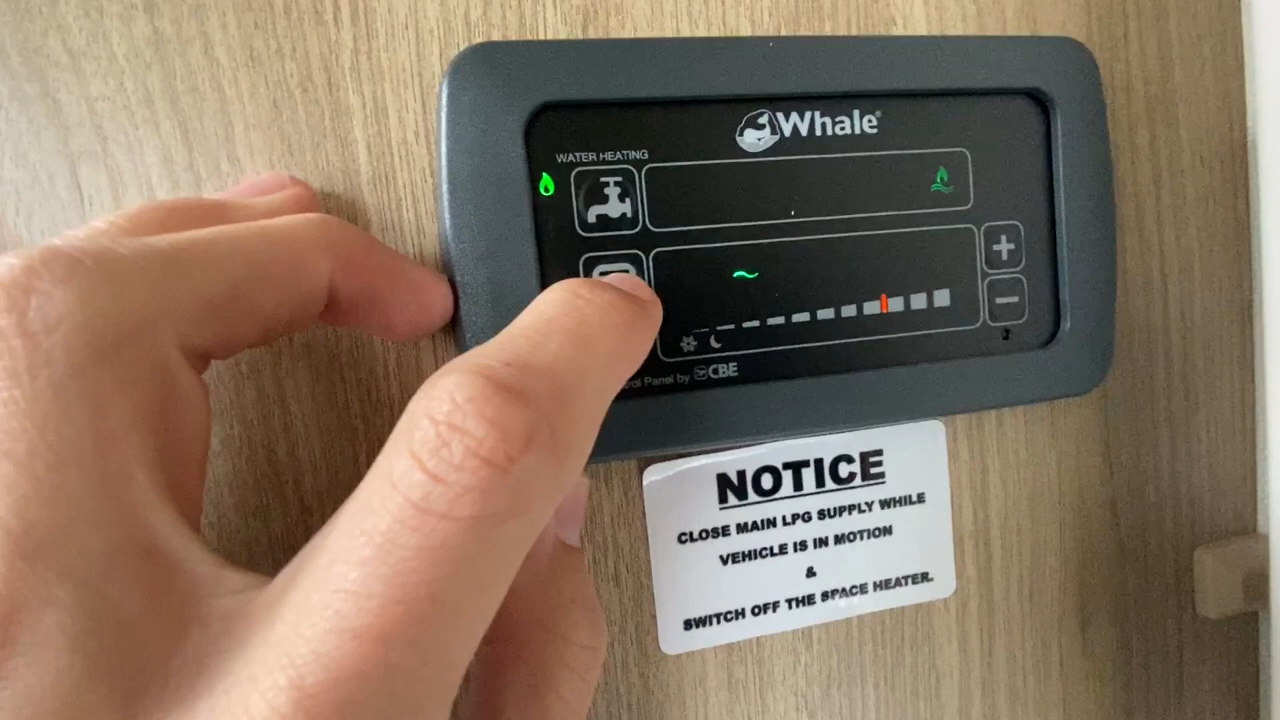 Whale®
WATER HEATING
Panel by CBE
NOTICE
CLOSE MAIN LPG SUPPLY WHILE
VEHICLE IS IN MOTION
&
SWITCH OFF THE SPACE HEATER.